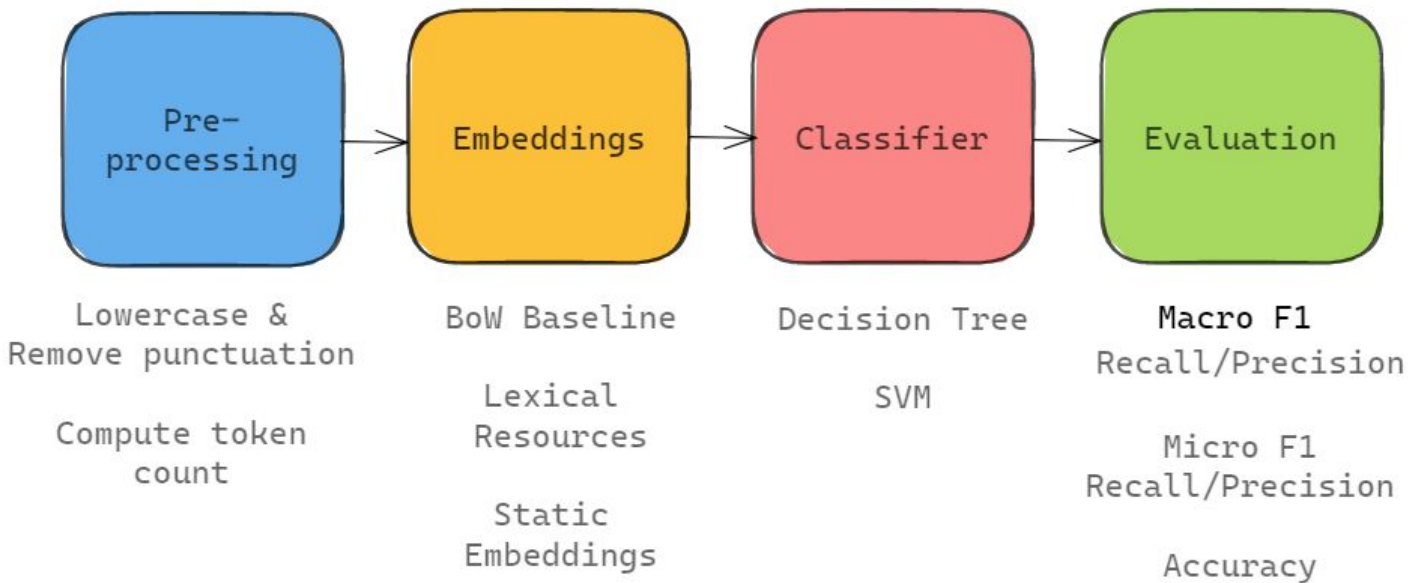 Pre-
processing
Embeddings
Classifier
Evaluation
Lowercase &
Remove punctuation
Compute token
count
BoW Baseline
Lexical
Resources
Static
Embeddings
Decision Tree
SVM
Macro F1
Recall/Precision
Micro F1
Recall/Precision
Accuracy